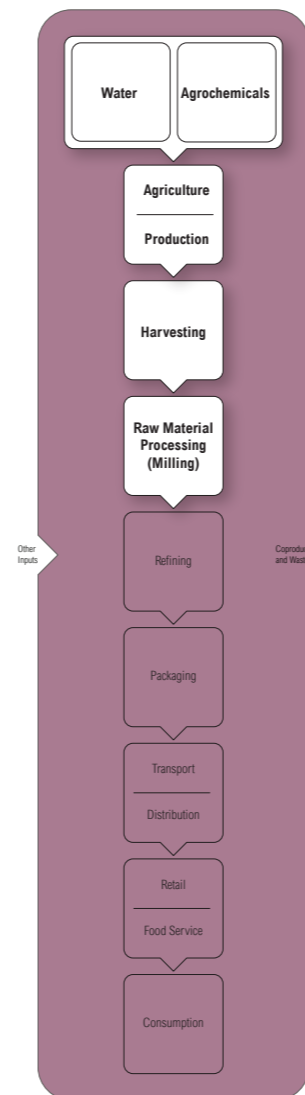 Water
Agrochemicals
Agriculture
Production
Harvesting
Raw Material
Processing
(Milling)
Other
Inputs
Refining
and
Packaging
Transport
Distribution
Retail
Food Service
Consumption